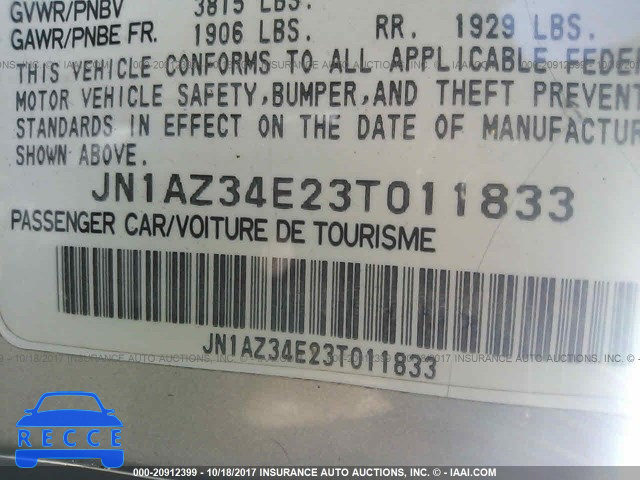 GVWR/PNBV 3815 LBS.
GAWR/PNBE FR. 1906 LBS. RR. 1929 LBS.
THIS VEHICLE CONFORMS TO ALL APPLICABLE FEDE
MOTOR VEHICLE SAFETY, BUMPER, AND THEFT PREVENT
STANDARDS IN EFFECT ON THE DATE OF MANUFACTUR
SHOWN ABOVE.
JN1AZ34E23T011833
PASSENGER CAR/VOITURE DE TOURISME
JN1AZ34E23T011833
RECCE
000-20912399 - 10/18/2017 INSURANCE AUTO AUCTIONS, INC. - © IAAI.COM